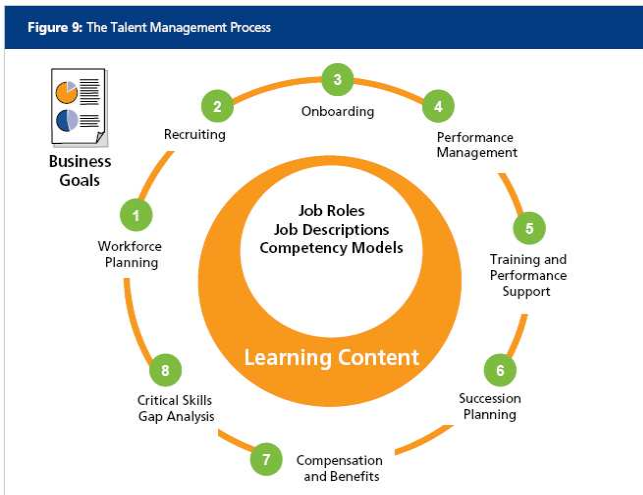 Figure 9: The Talent Management Process
Business
Goals
1
Workforce
Planning
2
Recruiting
3
Onboarding
4
Performance
Management
5
Training and
Performance
Support
6
Succession
Planning
7
Compensation
and Benefits
8
Critical Skills
Gap Analysis
Job Roles
Job Descriptions
Competency Models
Learning Content